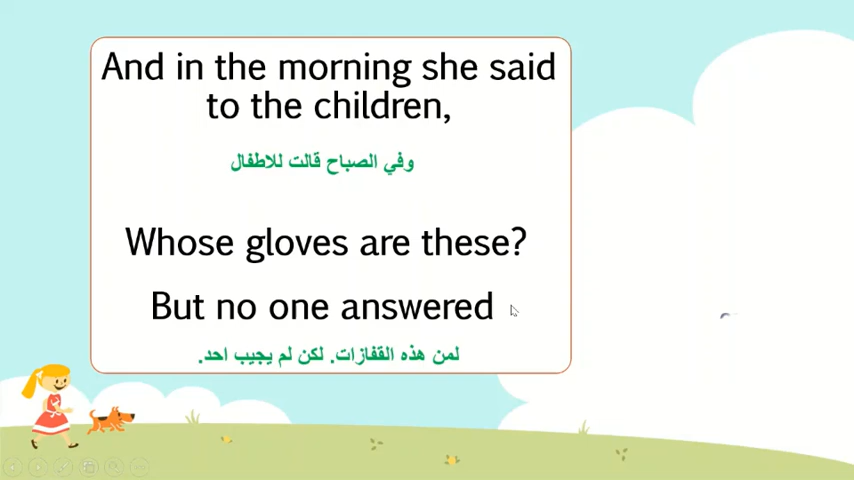 And in the morning she said
to the children,
وفي الصباح قالت للاطفال
Whose gloves are these?
But no one answered
لمن هذه القفازات. لكن لم يجيب احد.